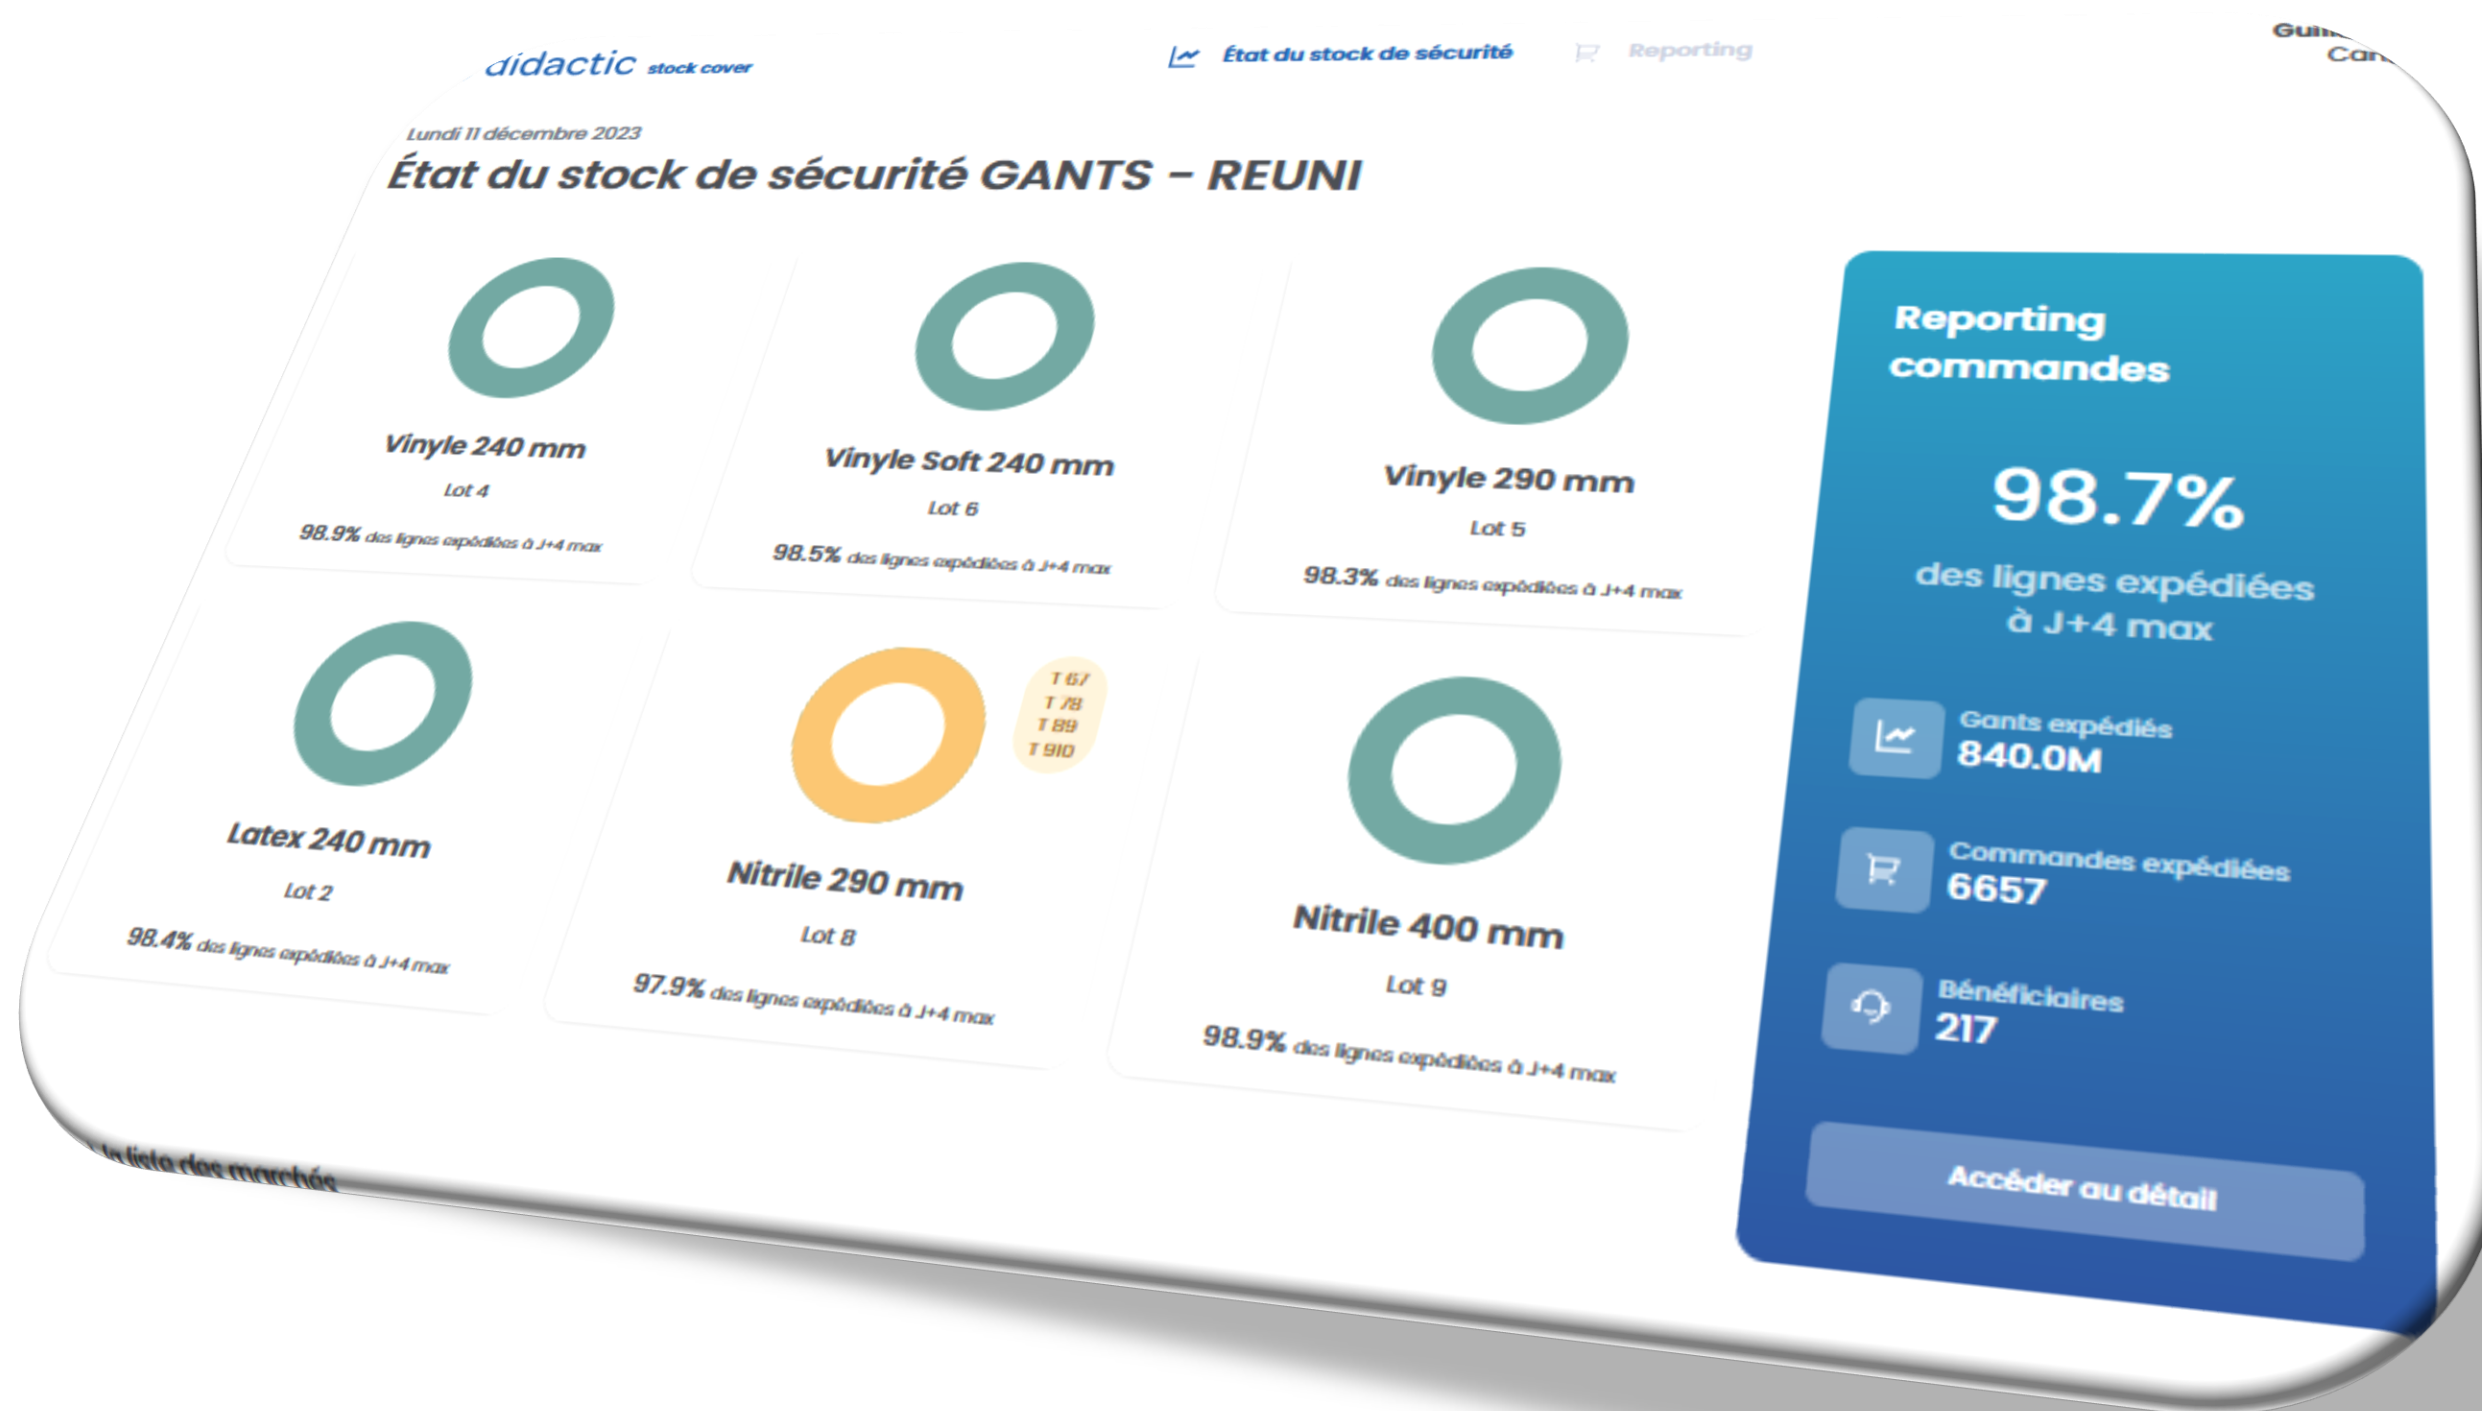 didactic stock cover
État du stock de sécurité
Reporting
Lundi 11 décembre 2023
État du stock de sécurité GANTS - REUNI
Vinyle 240 mm
Lot 4
98.9% des lignes expédiées à J+4 max
Vinyle Soft 240 mm
Lot 6
98.5% des lignes expédiées à J+4 max
Vinyle 290 mm
Lot 5
98.3% des lignes expédiées à J+4 max
Latex 240 mm
Lot 2
98.4% des lignes expédiées à J+4 max
T 67
T 78
T 89
T 910
Nitrile 290 mm
Lot 8
97.9% des lignes expédiées à J+4 max
Nitrile 400 mm
Lot 9
98.9% des lignes expédiées à J+4 max
Reporting
commandes
98.7%
des lignes expédiées
à J+4 max
Gants expédiés
840.0M
Commandes expédiées
6657
Bénéficiaires
217
Accéder au détail
la liste des marchés